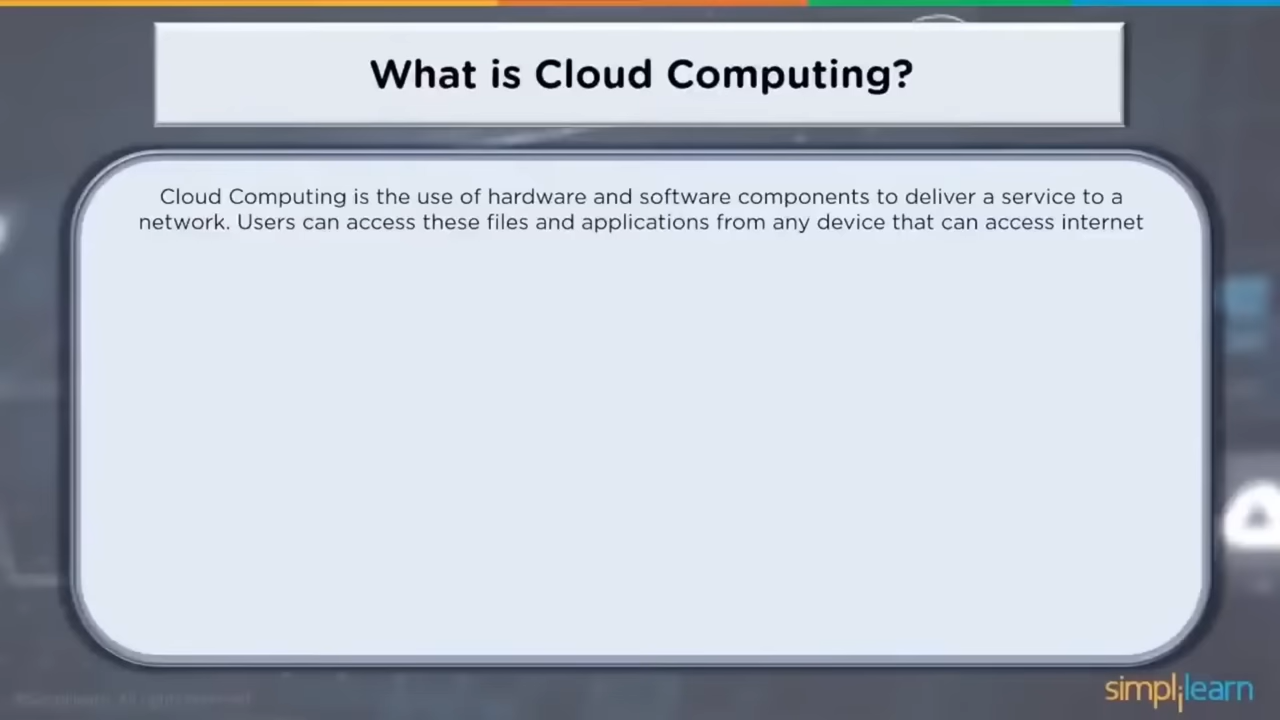 What is Cloud Computing?
Cloud Computing is the use of hardware and software components to deliver a service to a
network. Users can access these files and applications from any device that can access internet
simplilearn